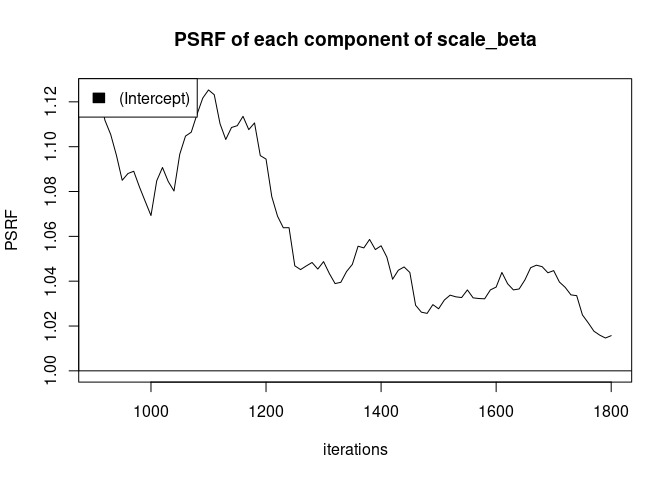 PSRF of each component of scale_beta
(Intercept)
PSRF
1.12
1.10
1.08
1.06
1.04
1.02
1.00
1000 1200 1400 1600 1800
iterations